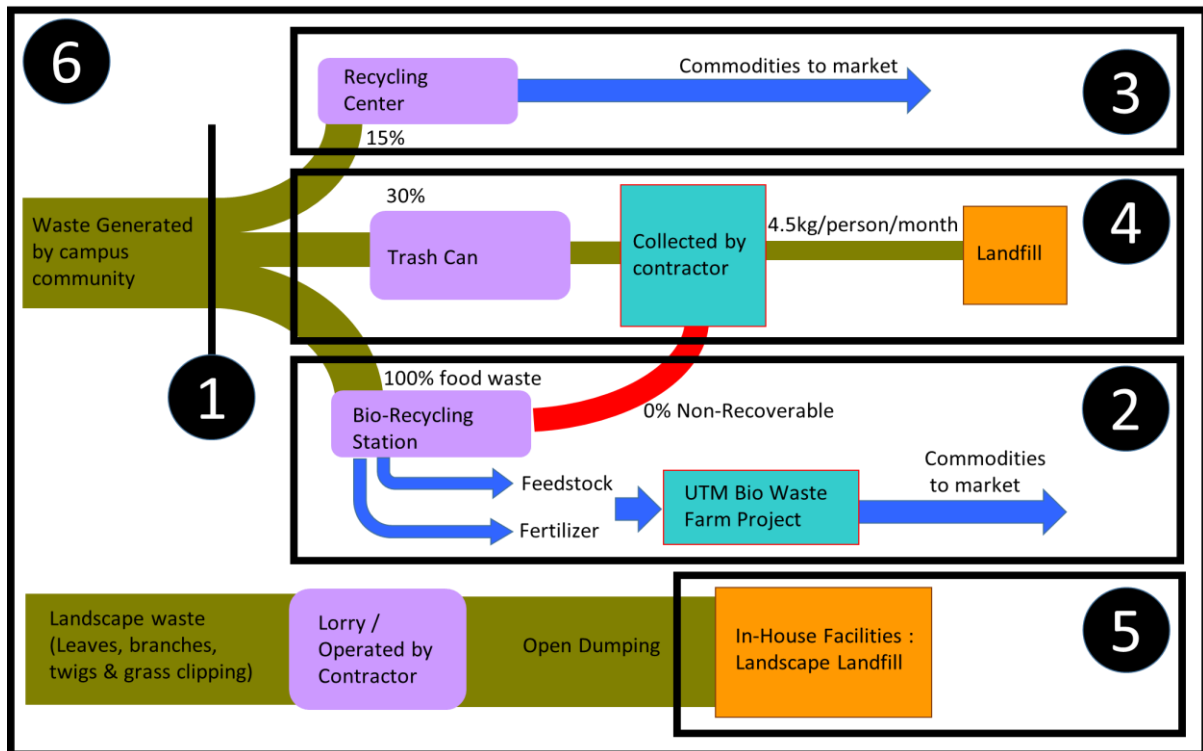 6
Recycling
Center
Commodities to market
3
15%
Waste Generated
by campus
community
30%
Trash Can
Collected by
contractor
4.5kg/person/month
Landfill
4
1
100% food waste
Bio-Recycling
Station
0% Non-Recoverable
2
Feedstock
Fertilizer
UTM Bio Waste
Farm Project
Commodities
to market
Landscape waste
(Leaves, branches,
twigs & grass clipping)
Lorry /
Operated by
Contractor
Open Dumping
In-House Facilities :
Landscape Landfill
5